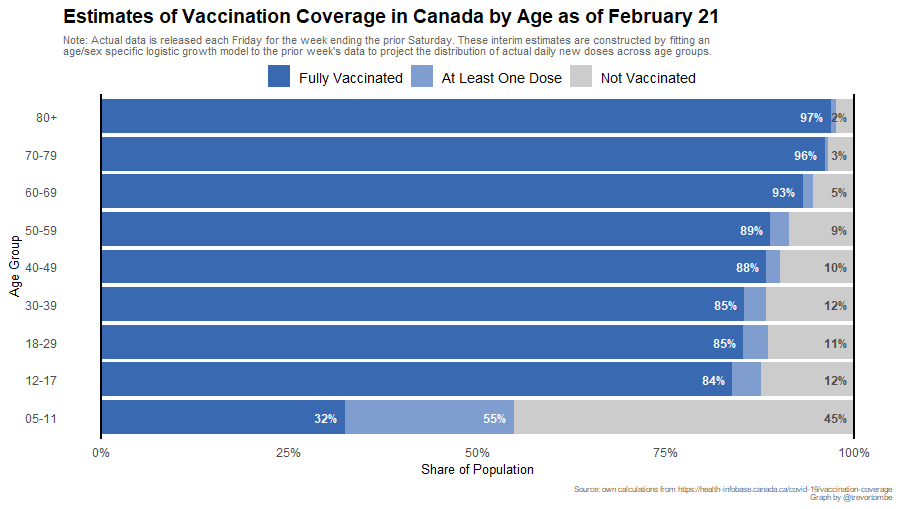 Estimates of Vaccination Coverage in Canada by Age as of February 21
Note: Actual data is released each Friday for the week ending the prior Saturday. These interim estimates are constructed by fitting an
age/sex specific logistic growth model to the prior week's data to project the distribution of actual daily new doses across age groups.
Fully Vaccinated At Least One Dose Not Vaccinated
80+ 97% 2%
70-79 96% 3%
60-69 93% 5%
50-59 89% 9%
40-49 88% 10%
30-39 85% 12%
18-29 85% 11%
12-17 84% 12%
05-11 32% 55% 45%
Age Group
0% 25% 50% 75% 100%
Share of Population
Source: own calculations from https://health-infobase.canada.ca/covid-19/vaccination-coverage
Graph by @trevortombe